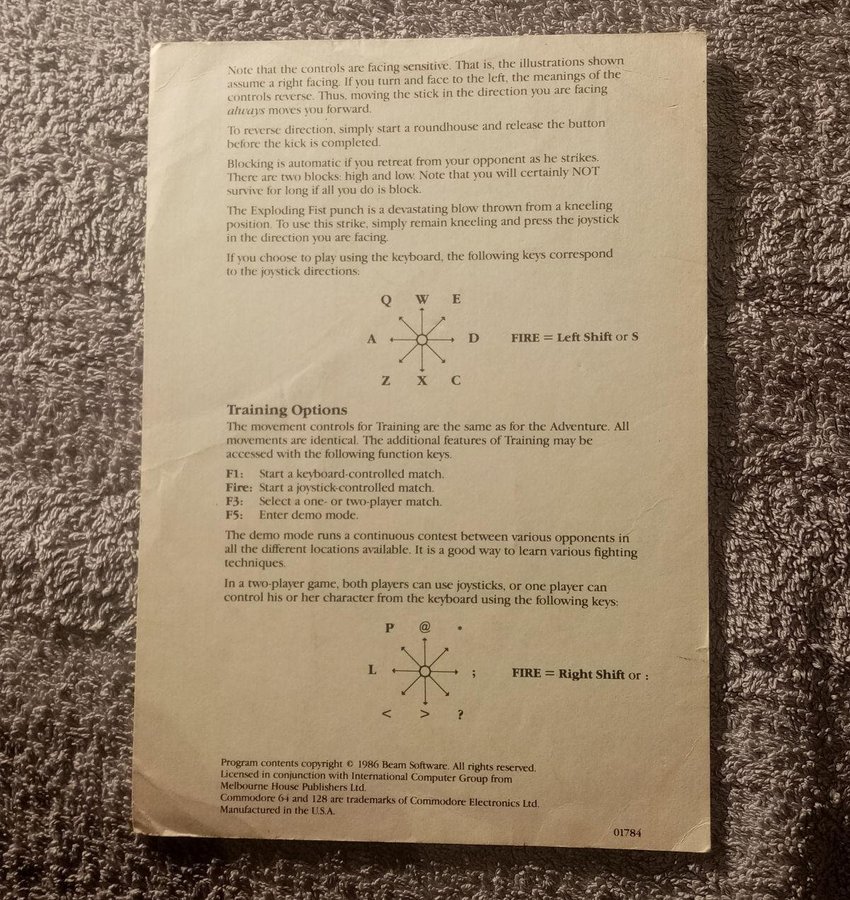 Note that the controls are facing sensitive. That is, the illustrations shown
assume a right facing. If you turn and face to the left, the meanings of the
controls reverse. Thus, moving the stick in the direction you are facing
always moves you forward.
To reverse direction, simply start a roundhouse and release the button
before the kick is completed.
Blocking is automatic if you retreat from your opponent as he strikes.
There are two blocks: high and low. Note that you will certainly NOT
survive for long if all you do is block.
The Exploding Fist punch is a devastating blow thrown from a kneeling
position. To use this strike, simply remain kneeling and press the joystick
in the direction you are facing.
If you choose to play using the keyboard, the following keys correspond
to the joystick directions:
Q W E
A D FIRE = Left Shift or S
Z X C
Training Options
The movement controls for Training are the same as for the Adventure. All
movements are identical. The additional features of Training may be
accessed with the following function keys.
F1: Start a keyboard-controlled match.
Fire: Start a joystick-controlled match.
F3: Select a one- or two-player match.
F5: Enter demo mode.
The demo mode runs a continuous contest between various opponents in
all the different locations available. It is a good way to learn various fighting
techniques.
In a two-player game, both players can use joysticks, or one player can
control his or her character from the keyboard using the following keys:
P @ *
L ; FIRE = Right Shift or :
< > ?
Program contents copyright © 1986 Beam Software. All rights reserved.
Licensed in conjunction with International Computer Group from
Melbourne House Publishers Ltd.
Commodore 64 and 128 are trademarks of Commodore Electronics Ltd.
Manufactured in the U.S.A.
01784